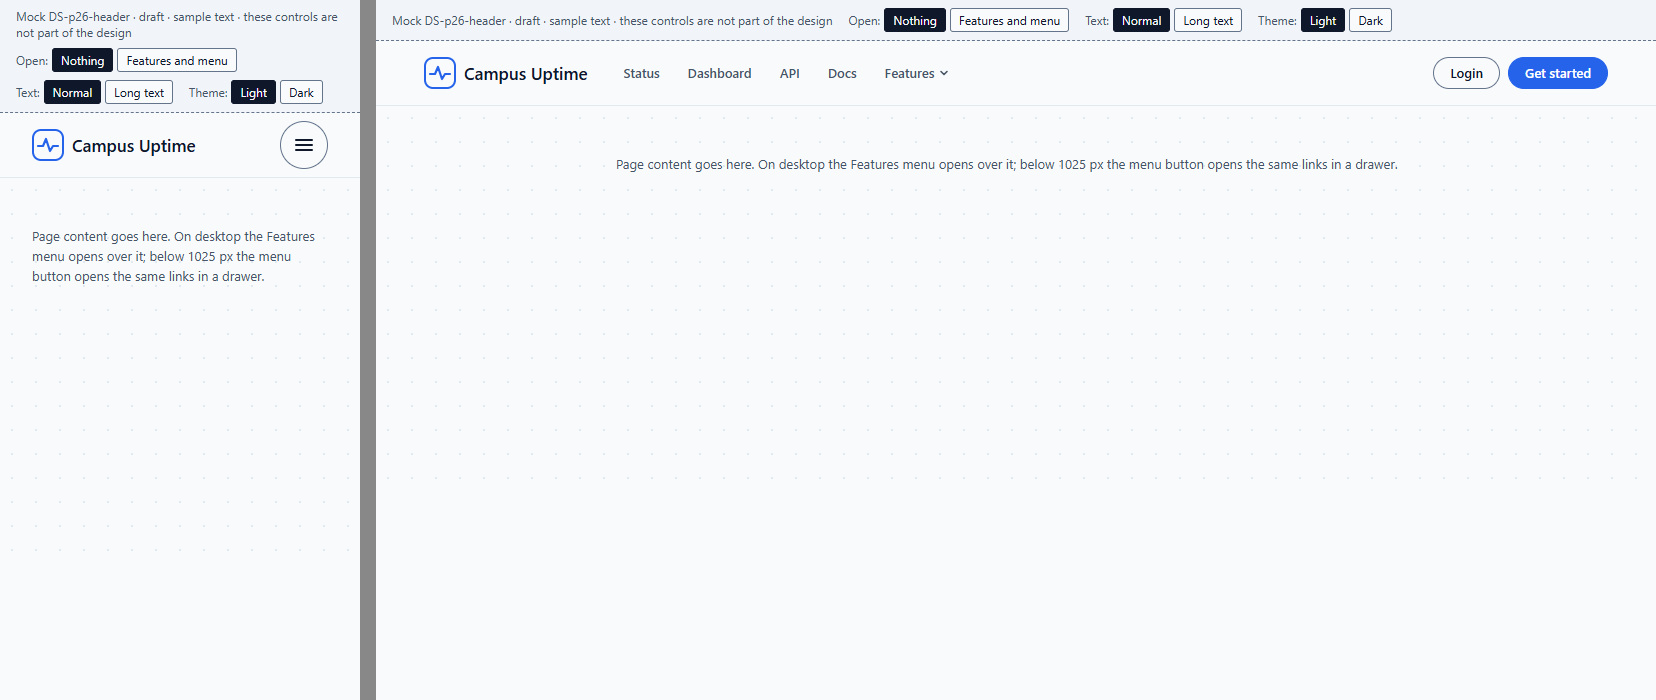 Mock DS-p26-header · draft · sample text · these controls are
not part of the design
Open: Nothing Features and menu
Text: Normal Long text Theme: Light Dark
Campus Uptime
Page content goes here. On desktop the Features
menu opens over it; below 1025 px the menu
button opens the same links in a drawer.
Mock DS-p26-header · draft · sample text · these controls are not part of the design Open: Nothing Features and menu Text: Normal Long text Theme: Light Dark
Campus Uptime Status Dashboard API Docs Features Login Get started
Page content goes here. On desktop the Features menu opens over it; below 1025 px the menu button opens the same links in a drawer.